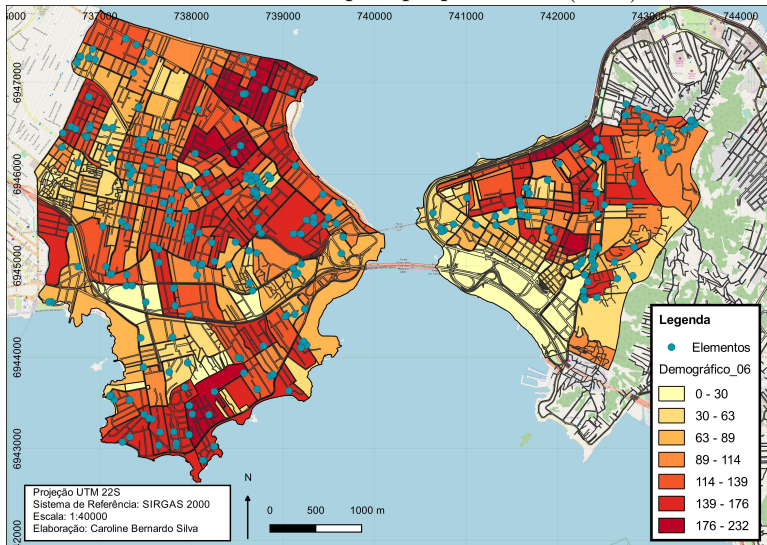 736000 737000 738000 739000 740000 741000 742000 743000 744000
6947000
6946000
6945000
6944000
6943000
6942000
Legenda
Elementos
Demográfico_06
0 - 30
30 - 63
63 - 89
89 - 114
114 - 139
139 - 176
176 - 232
Projeção UTM 22S
Sistema de Referência: SIRGAS 2000
Escala: 1:40000
Elaboração: Caroline Bernardo Silva
N
0 500 1000 m